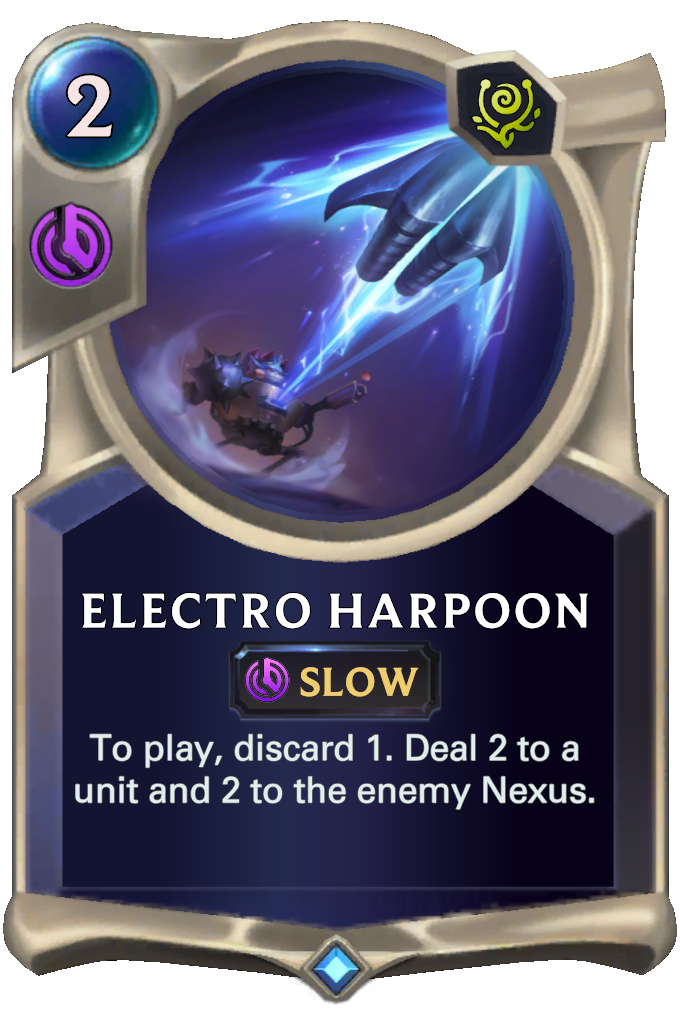 2
ELECTRO HARPOON
SLOW
To play, discard 1. Deal 2 to a
unit and 2 to the enemy Nexus.